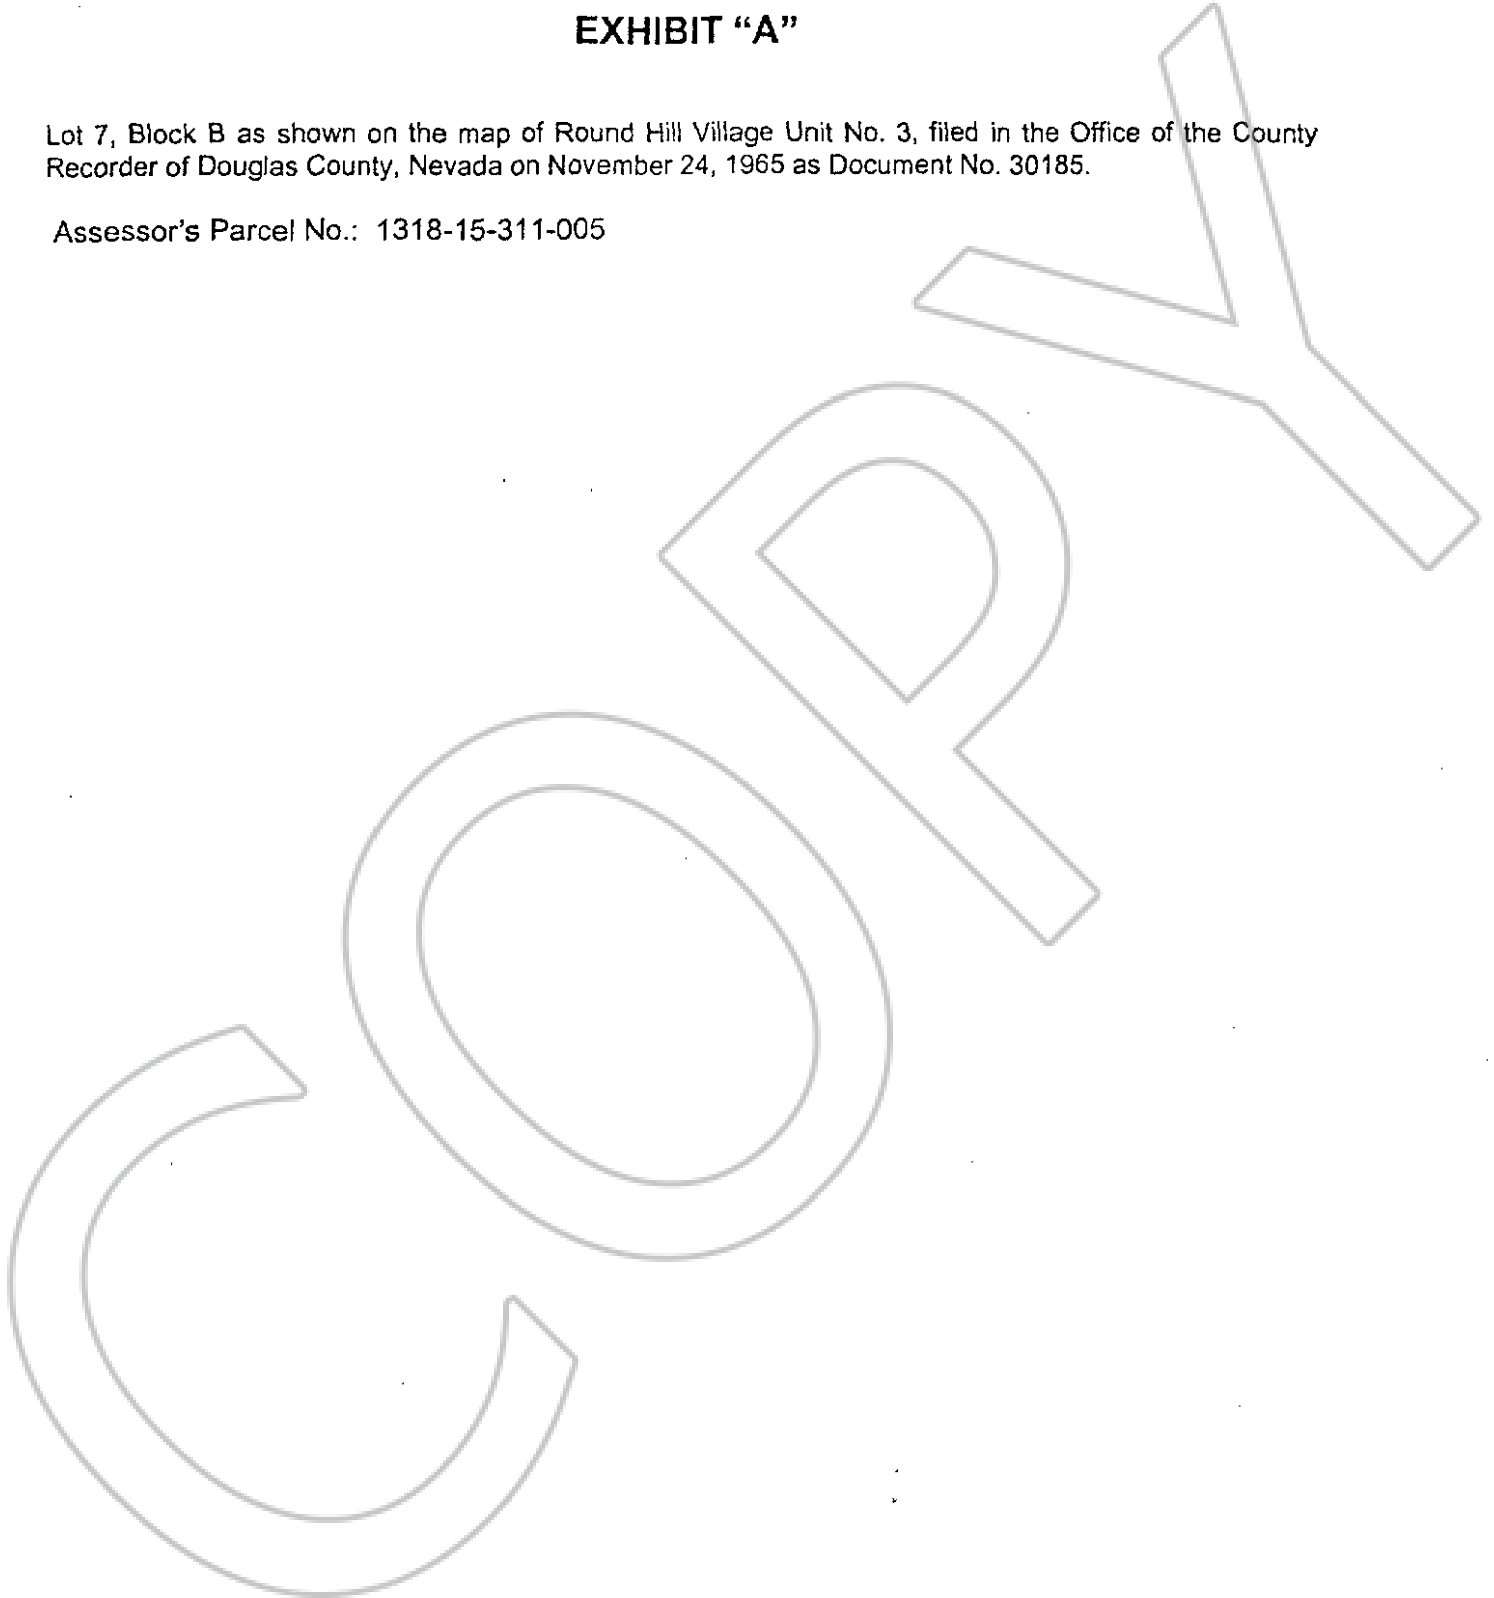 EXHIBIT “A”
Lot 7, Block B as shown on the map of Round Hill Village Unit No. 3, filed in the Office of the County
Recorder of Douglas County, Nevada on November 24, 1965 as Document No. 30185.
Assessor's Parcel No.: 1318-15-311-005
COPY